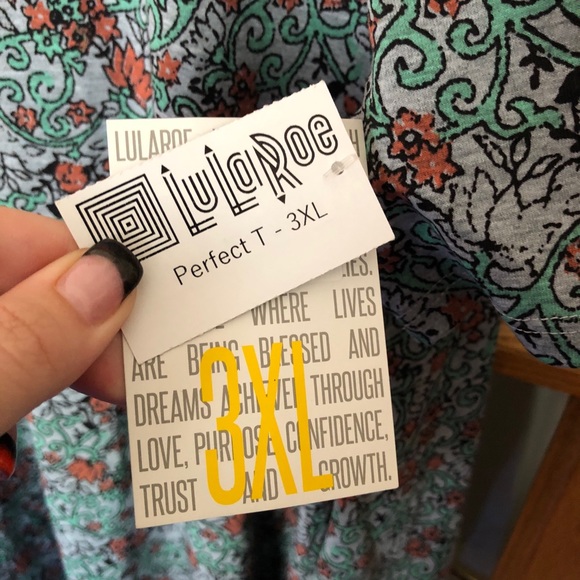 LuLaRoe
Perfect T - 3XL
LULAROE
WHERE LIVES
ARE BEING BLESSED AND
DREAMS ACHIEVED THROUGH
LOVE, PURPOSE, CONFIDENCE,
TRUST AND GROWTH.
3XL